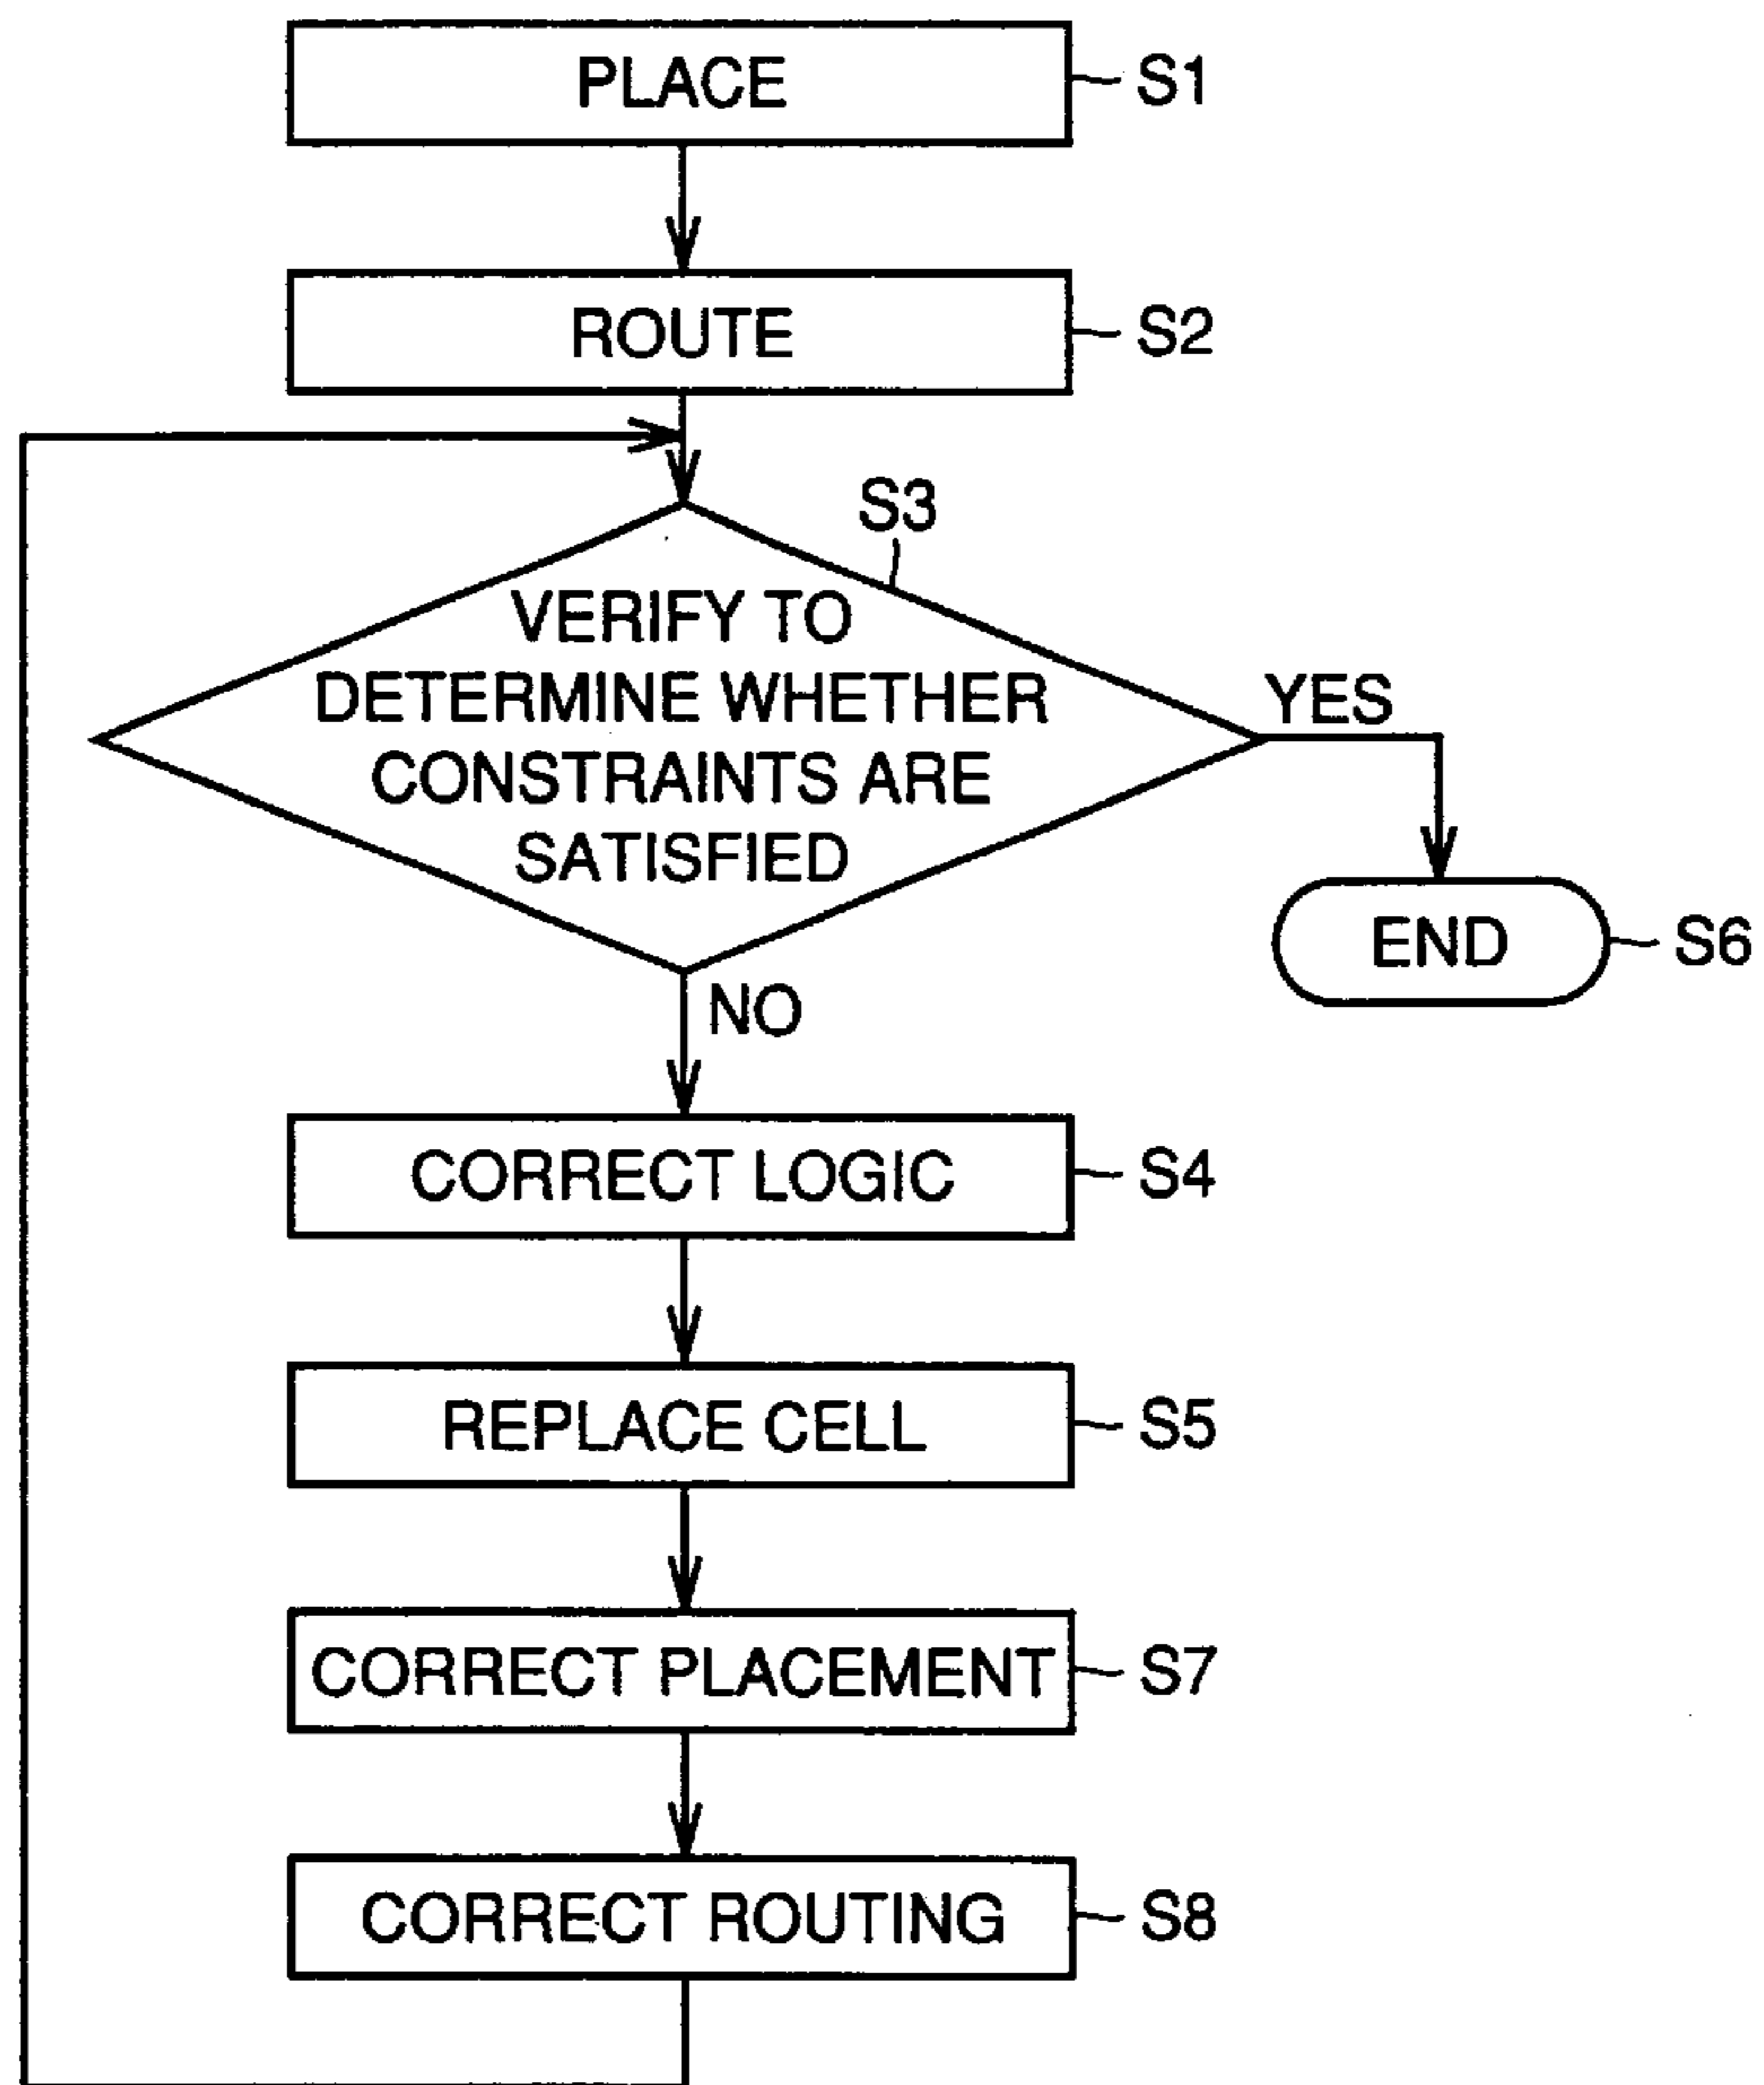 PLACE
S1
ROUTE
S2
S3
VERIFY TO
DETERMINE WHETHER
CONSTRAINTS ARE
SATISFIED
YES
END
S6
NO
CORRECT LOGIC
S4
REPLACE CELL
S5
CORRECT PLACEMENT
S7
CORRECT ROUTING
S8